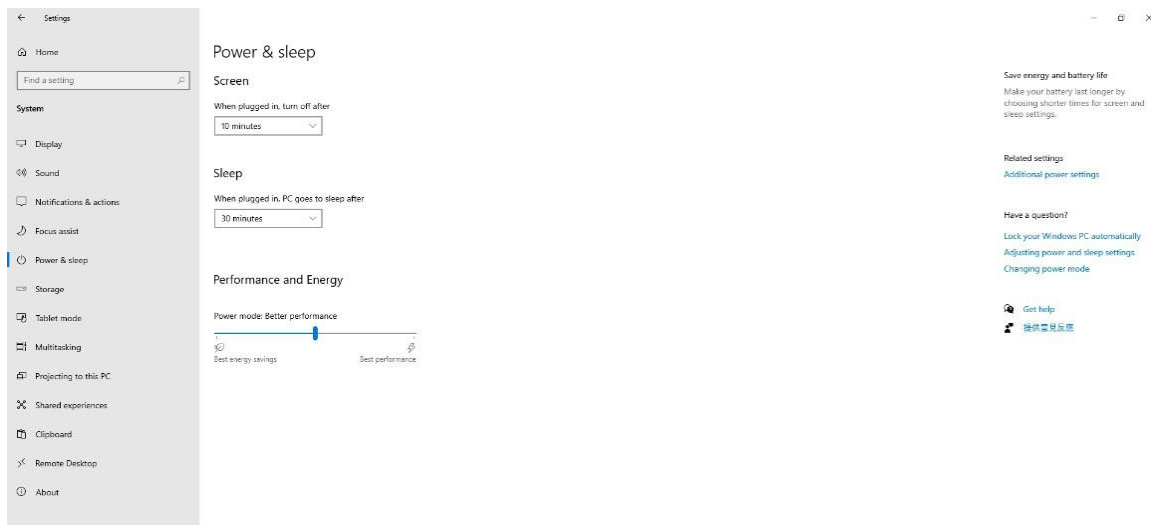 Settings
Home
Find a setting
System
Display
Sound
Notifications & actions
Focus assist
Power & sleep
Storage
Tablet mode
Multitasking
Projecting to this PC
Shared experiences
Clipboard
Remote Desktop
About
Power & sleep
Screen
When plugged in, turn off after
10 minutes
Sleep
When plugged in, PC goes to sleep after
30 minutes
Performance and Energy
Power mode: Better performance
Best energy savings
Best performance
Save energy and battery life
Make your battery last longer by
choosing shorter times for screen and
sleep settings.
Related settings
Additional power settings
Have a question?
Lock your Windows PC automatically
Adjusting power and sleep settings
Changing power mode
Get help
提供意見反應